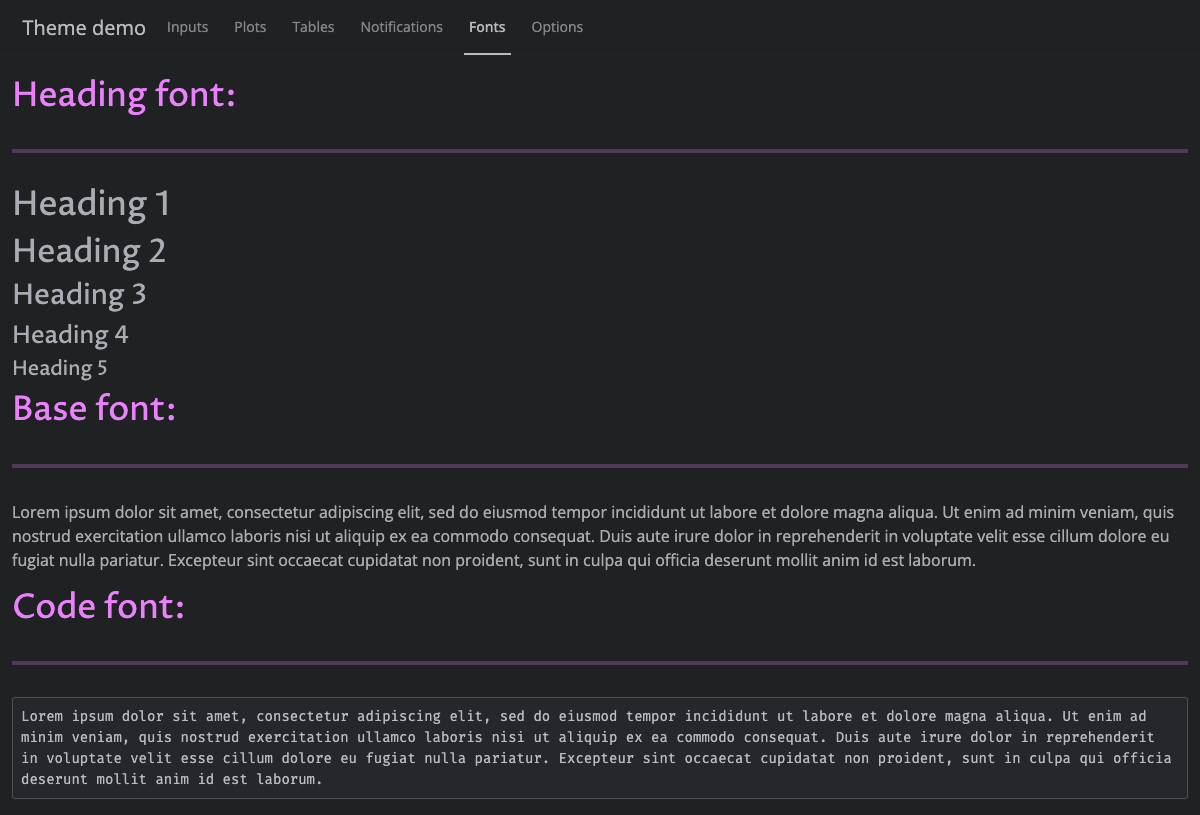 Theme demo Inputs Plots Tables Notifications Fonts Options
Heading font:
Heading 1
Heading 2
Heading 3
Heading 4
Heading 5
Base font:
Lorem ipsum dolor sit amet, consectetur adipiscing elit, sed do eiusmod tempor incididunt ut labore et dolore magna aliqua. Ut enim ad minim veniam, quis
nostrud exercitation ullamco laboris nisi ut aliquip ex ea commodo consequat. Duis aute irure dolor in reprehenderit in voluptate velit esse cillum dolore eu
fugiat nulla pariatur. Excepteur sint occaecat cupidatat non proident, sunt in culpa qui officia deserunt mollit anim id est laborum.
Code font:
Lorem ipsum dolor sit amet, consectetur adipiscing elit, sed do eiusmod tempor incididunt ut labore et dolore magna aliqua. Ut enim ad
minim veniam, quis nostrud exercitation ullamco laboris nisi ut aliquip ex ea commodo consequat. Duis aute irure dolor in reprehenderit
in voluptate velit esse cillum dolore eu fugiat nulla pariatur. Excepteur sint occaecat cupidatat non proident, sunt in culpa qui officia
deserunt mollit anim id est laborum.